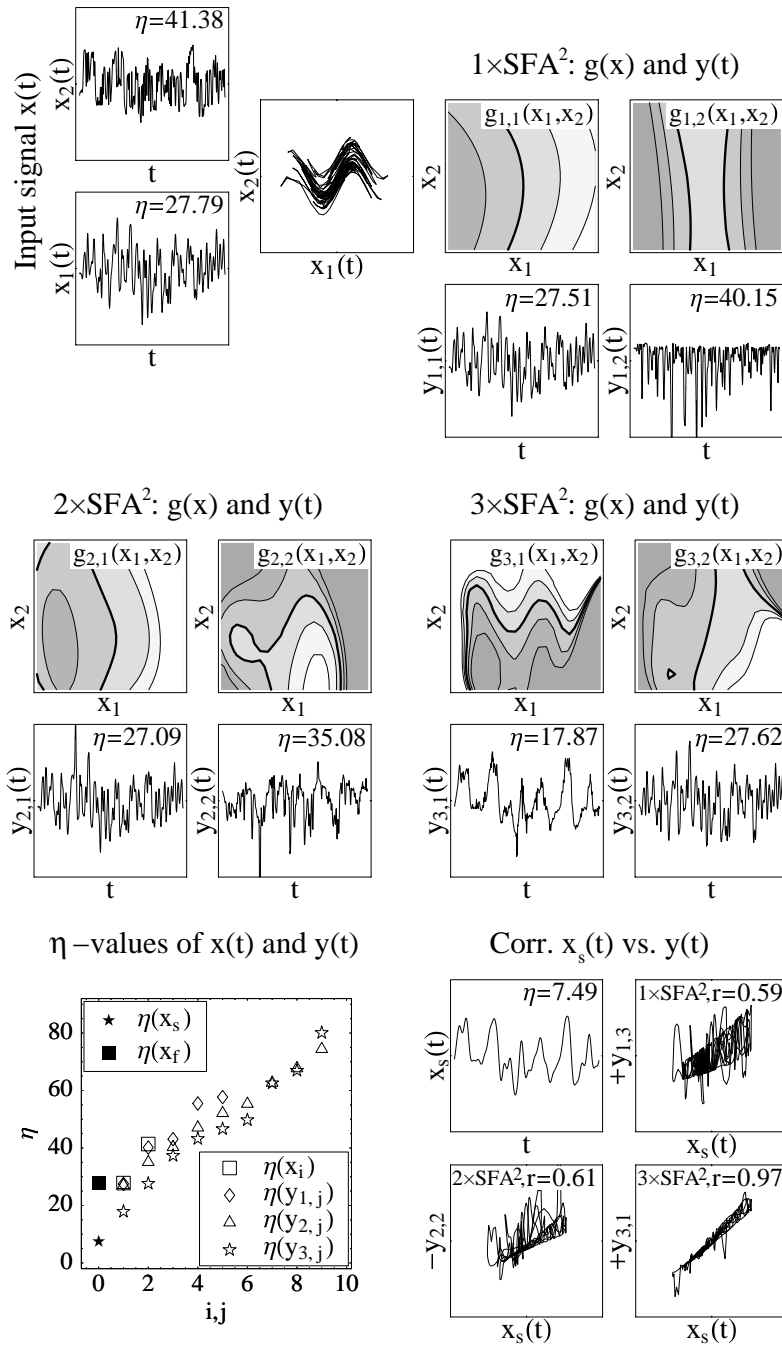 Input signal x(t)
η=41.38
x₂(t)
t
η=27.79
x₁(t)
t
x₂(t)
x₁(t)
1×SFA²: g(x) and y(t)
g₁,₁(x₁,x₂)
x₂
x₁
g₁,₂(x₁,x₂)
x₂
x₁
η=27.51
y₁,₁(t)
t
η=40.15
y₁,₂(t)
t
2×SFA²: g(x) and y(t)
g₂,₁(x₁,x₂)
x₂
x₁
g₂,₂(x₁,x₂)
x₂
x₁
η=27.09
y₂,₁(t)
t
η=35.08
y₂,₂(t)
t
3×SFA²: g(x) and y(t)
g₃,₁(x₁,x₂)
x₂
x₁
g₃,₂(x₁,x₂)
x₂
x₁
η=17.87
y₃,₁(t)
t
η=27.62
y₃,₂(t)
t
η−values of x(t) and y(t)
η(xₛ)
η(x_f)
η(xᵢ)
η(y₁,ⱼ)
η(y₂,ⱼ)
η(y₃,ⱼ)
80
60
40
20
0
η
0 2 4 6 8 10
i,j
Corr. xₛ(t) vs. y(t)
η=7.49
xₛ(t)
t
1×SFA²,r=0.59
+y₁,₃
xₛ(t)
2×SFA²,r=0.61
−y₂,₂
xₛ(t)
3×SFA²,r=0.97
+y₃,₁
xₛ(t)